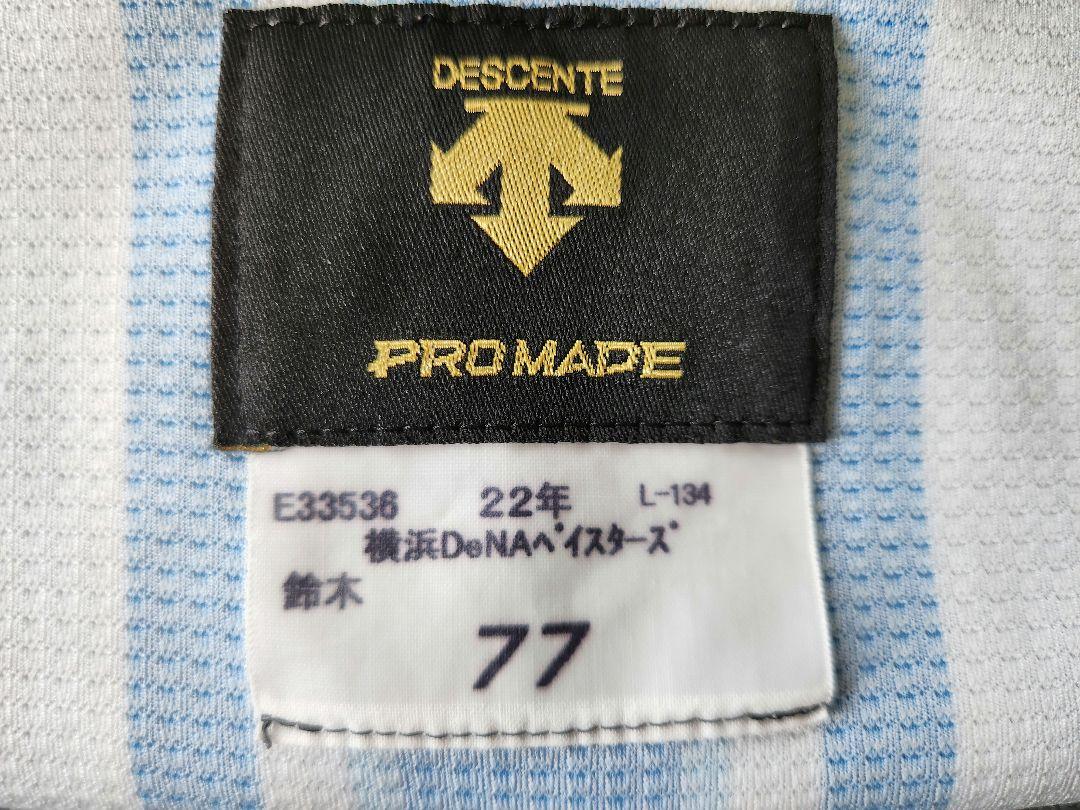 DESCENTE
PRO MADE
E33536 22年 L-134
横浜DeNAベイスターズ
鈴木
77